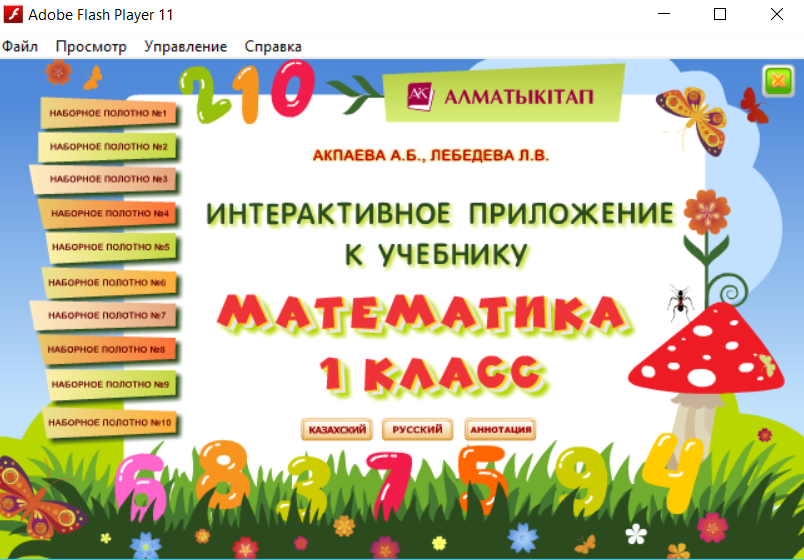 Adobe Flash Player 11
Файл Просмотр Управление Справка
2 1 0
АК АЛМАТЫКІТАП
АКПАЕВА А.Б., ЛЕБЕДЕВА Л.В.
НАБОРНОЕ ПОЛОТНО №1
НАБОРНОЕ ПОЛОТНО №2
НАБОРНОЕ ПОЛОТНО №3
НАБОРНОЕ ПОЛОТНО №4
НАБОРНОЕ ПОЛОТНО №5
НАБОРНОЕ ПОЛОТНО №6
НАБОРНОЕ ПОЛОТНО №7
НАБОРНОЕ ПОЛОТНО №8
НАБОРНОЕ ПОЛОТНО №9
НАБОРНОЕ ПОЛОТНО №10
ИНТЕРАКТИВНОЕ ПРИЛОЖЕНИЕ
К УЧЕБНИКУ
МАТЕМАТИКА
1 КЛАСС
КАЗАХСКИЙ РУССКИЙ АННОТАЦИЯ
6 8 3 7 5 9 4